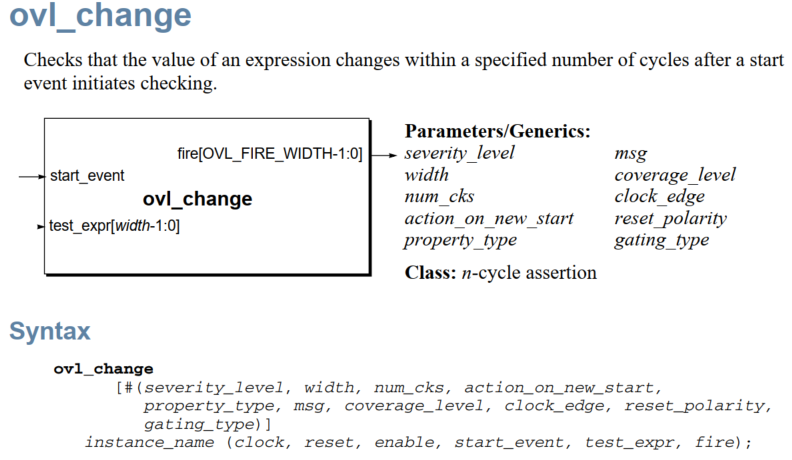 ovl_change
Checks that the value of an expression changes within a specified number of cycles after a start
event initiates checking.
fire[OVL_FIRE_WIDTH-1:0]
start_event
ovl_change
test_expr[width-1:0]
Parameters/Generics:
severity_level msg
width coverage_level
num_cks clock_edge
action_on_new_start reset_polarity
property_type gating_type
Class: n-cycle assertion
Syntax
ovl_change
[#(severity_level, width, num_cks, action_on_new_start,
property_type, msg, coverage_level, clock_edge, reset_polarity,
gating_type)]
instance_name (clock, reset, enable, start_event, test_expr, fire);